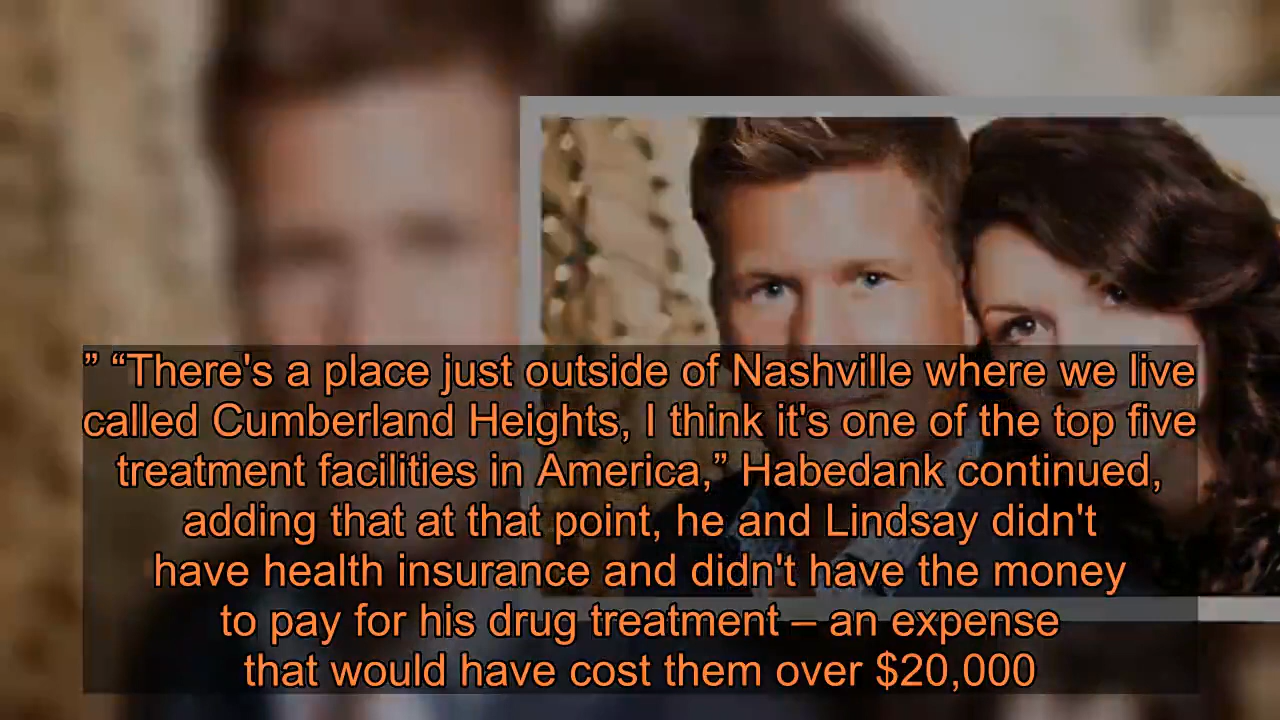 ” “There's a place just outside of Nashville where we live
called Cumberland Heights, I think it's one of the top five
treatment facilities in America,” Habedank continued,
adding that at that point, he and Lindsay didn't
have health insurance and didn't have the money
to pay for his drug treatment – an expense
that would have cost them over $20,000